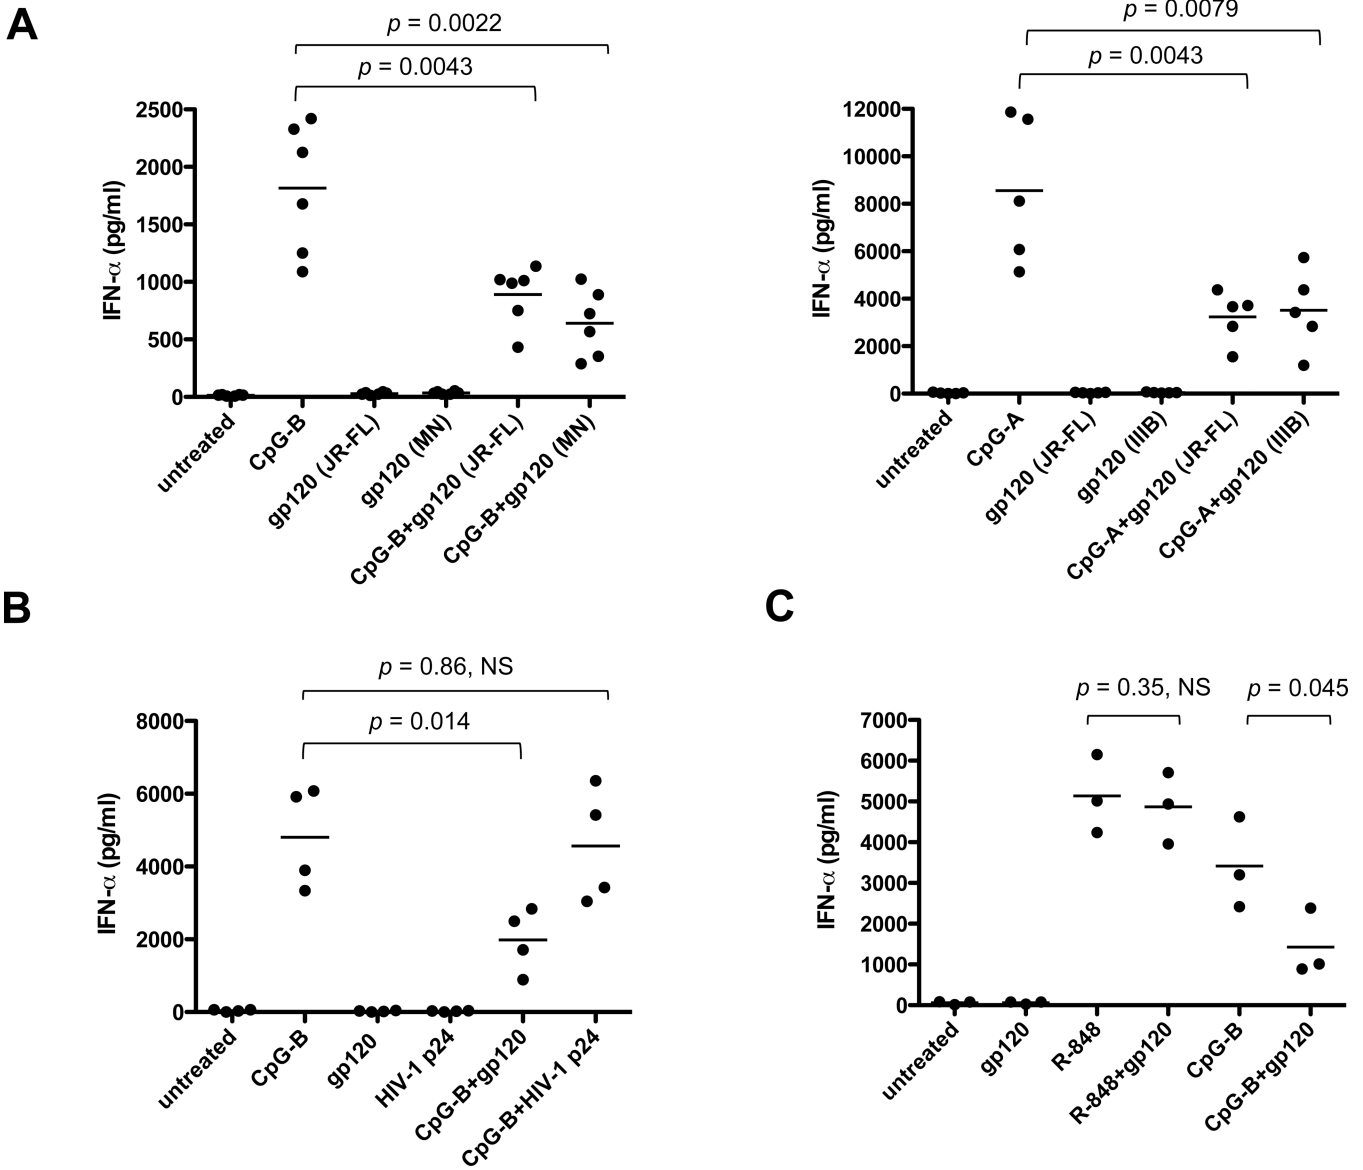 A
p = 0.0022
p = 0.0043
2500
2000
1500
1000
500
0
IFN-α (pg/ml)
untreated
CpG-B
gp120 (JR-FL)
gp120 (MN)
CpG-B+gp120 (JR-FL)
CpG-B+gp120 (MN)
p = 0.0079
p = 0.0043
12000
10000
8000
6000
4000
2000
0
IFN-α (pg/ml)
untreated
CpG-A
gp120 (JR-FL)
gp120 (IIIB)
CpG-A+gp120 (JR-FL)
CpG-A+gp120 (IIIB)
B
p = 0.86, NS
p = 0.014
8000
6000
4000
2000
0
IFN-α (pg/ml)
untreated
CpG-B
gp120
HIV-1 p24
CpG-B+gp120
CpG-B+HIV-1 p24
C
p = 0.35, NS
p = 0.045
7000
6000
5000
4000
3000
2000
1000
0
IFN-α (pg/ml)
untreated
gp120
R-848
R-848+gp120
CpG-B
CpG-B+gp120